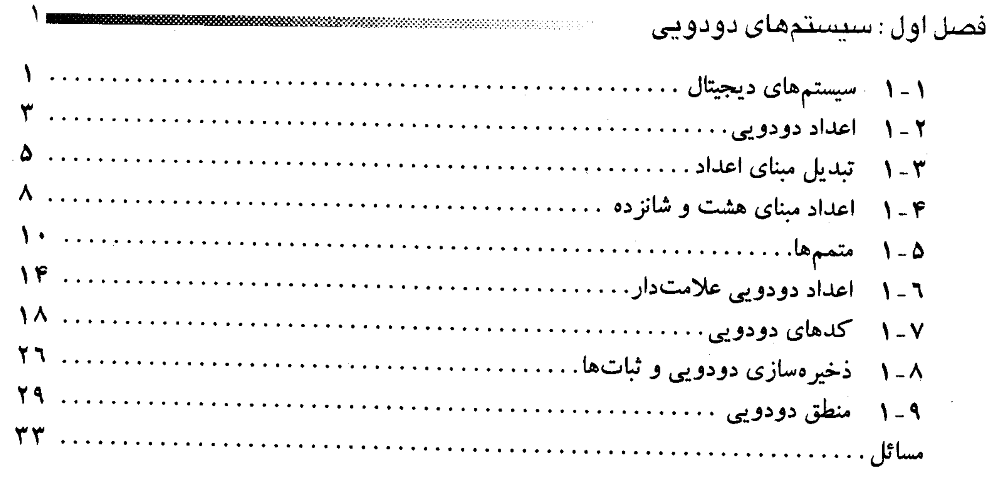 فصل اول : سیستم‌های دودویی ۱
۱-۱ سیستم‌های دیجیتال ........................................ ۱
۱-۲ اعداد دودویی ........................................ ۳
۱-۳ تبدیل مبنای اعداد ........................................ ۵
۱-۴ اعداد مبنای هشت و شانزده ........................................ ۸
۱-۵ متمم‌ها ........................................ ۱۰
۱-۶ اعداد دودویی علامت‌دار ........................................ ۱۴
۱-۷ کدهای دودویی ........................................ ۱۸
۱-۸ ذخیره‌سازی دودویی و ثبات‌ها ........................................ ۲۶
۱-۹ منطق دودویی ........................................ ۲۹
مسائل ........................................ ۳۳